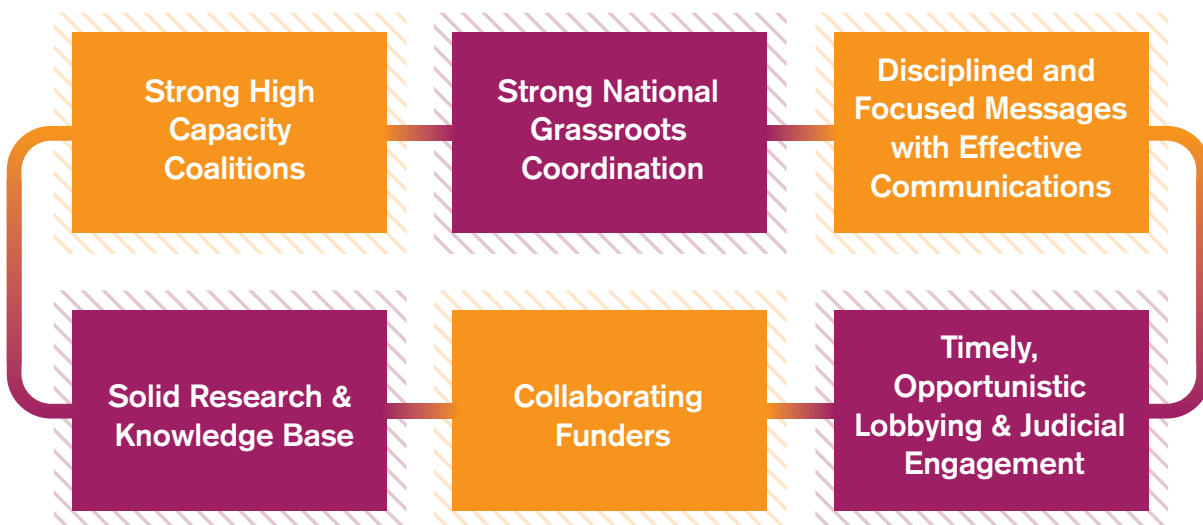 Strong High
Capacity
Coalitions
Strong National
Grassroots
Coordination
Disciplined and
Focused Messages
with Effective
Communications
Solid Research &
Knowledge Base
Collaborating
Funders
Timely,
Opportunistic
Lobbying & Judicial
Engagement